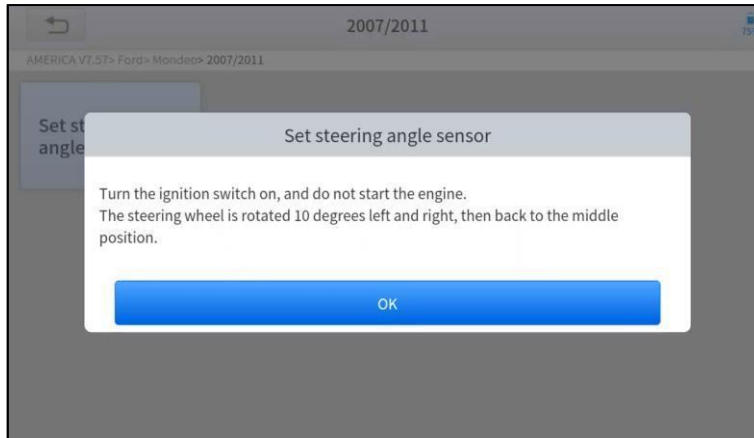 2007/2011
AMERICA V7.57> Ford> Mondeo> 2007/2011
Set st
angle
Set steering angle sensor
Turn the ignition switch on, and do not start the engine.
The steering wheel is rotated 10 degrees left and right, then back to the middle
position.
OK